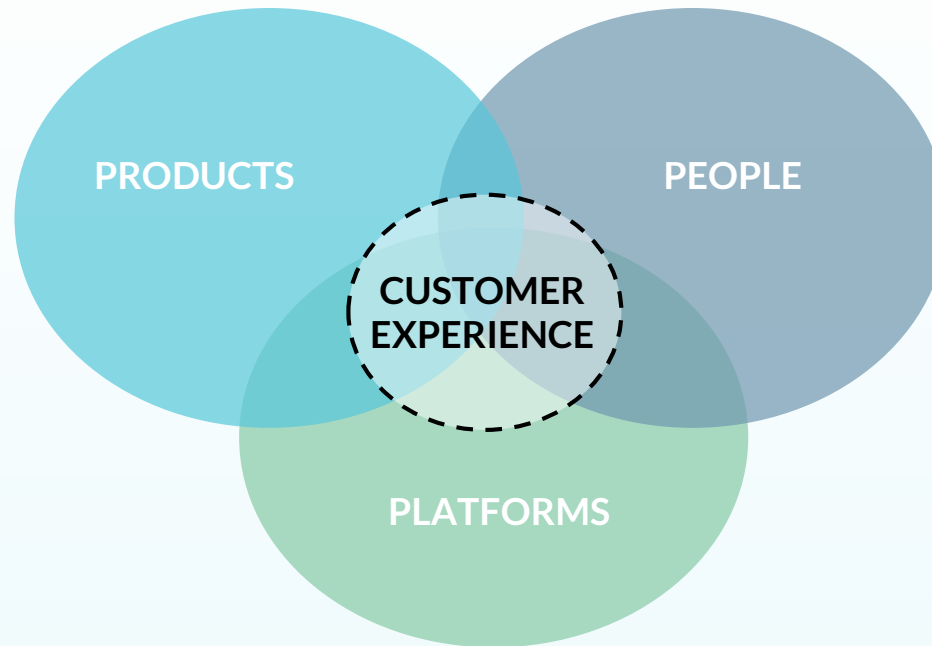 PRODUCTS
PEOPLE
CUSTOMER
EXPERIENCE
PLATFORMS